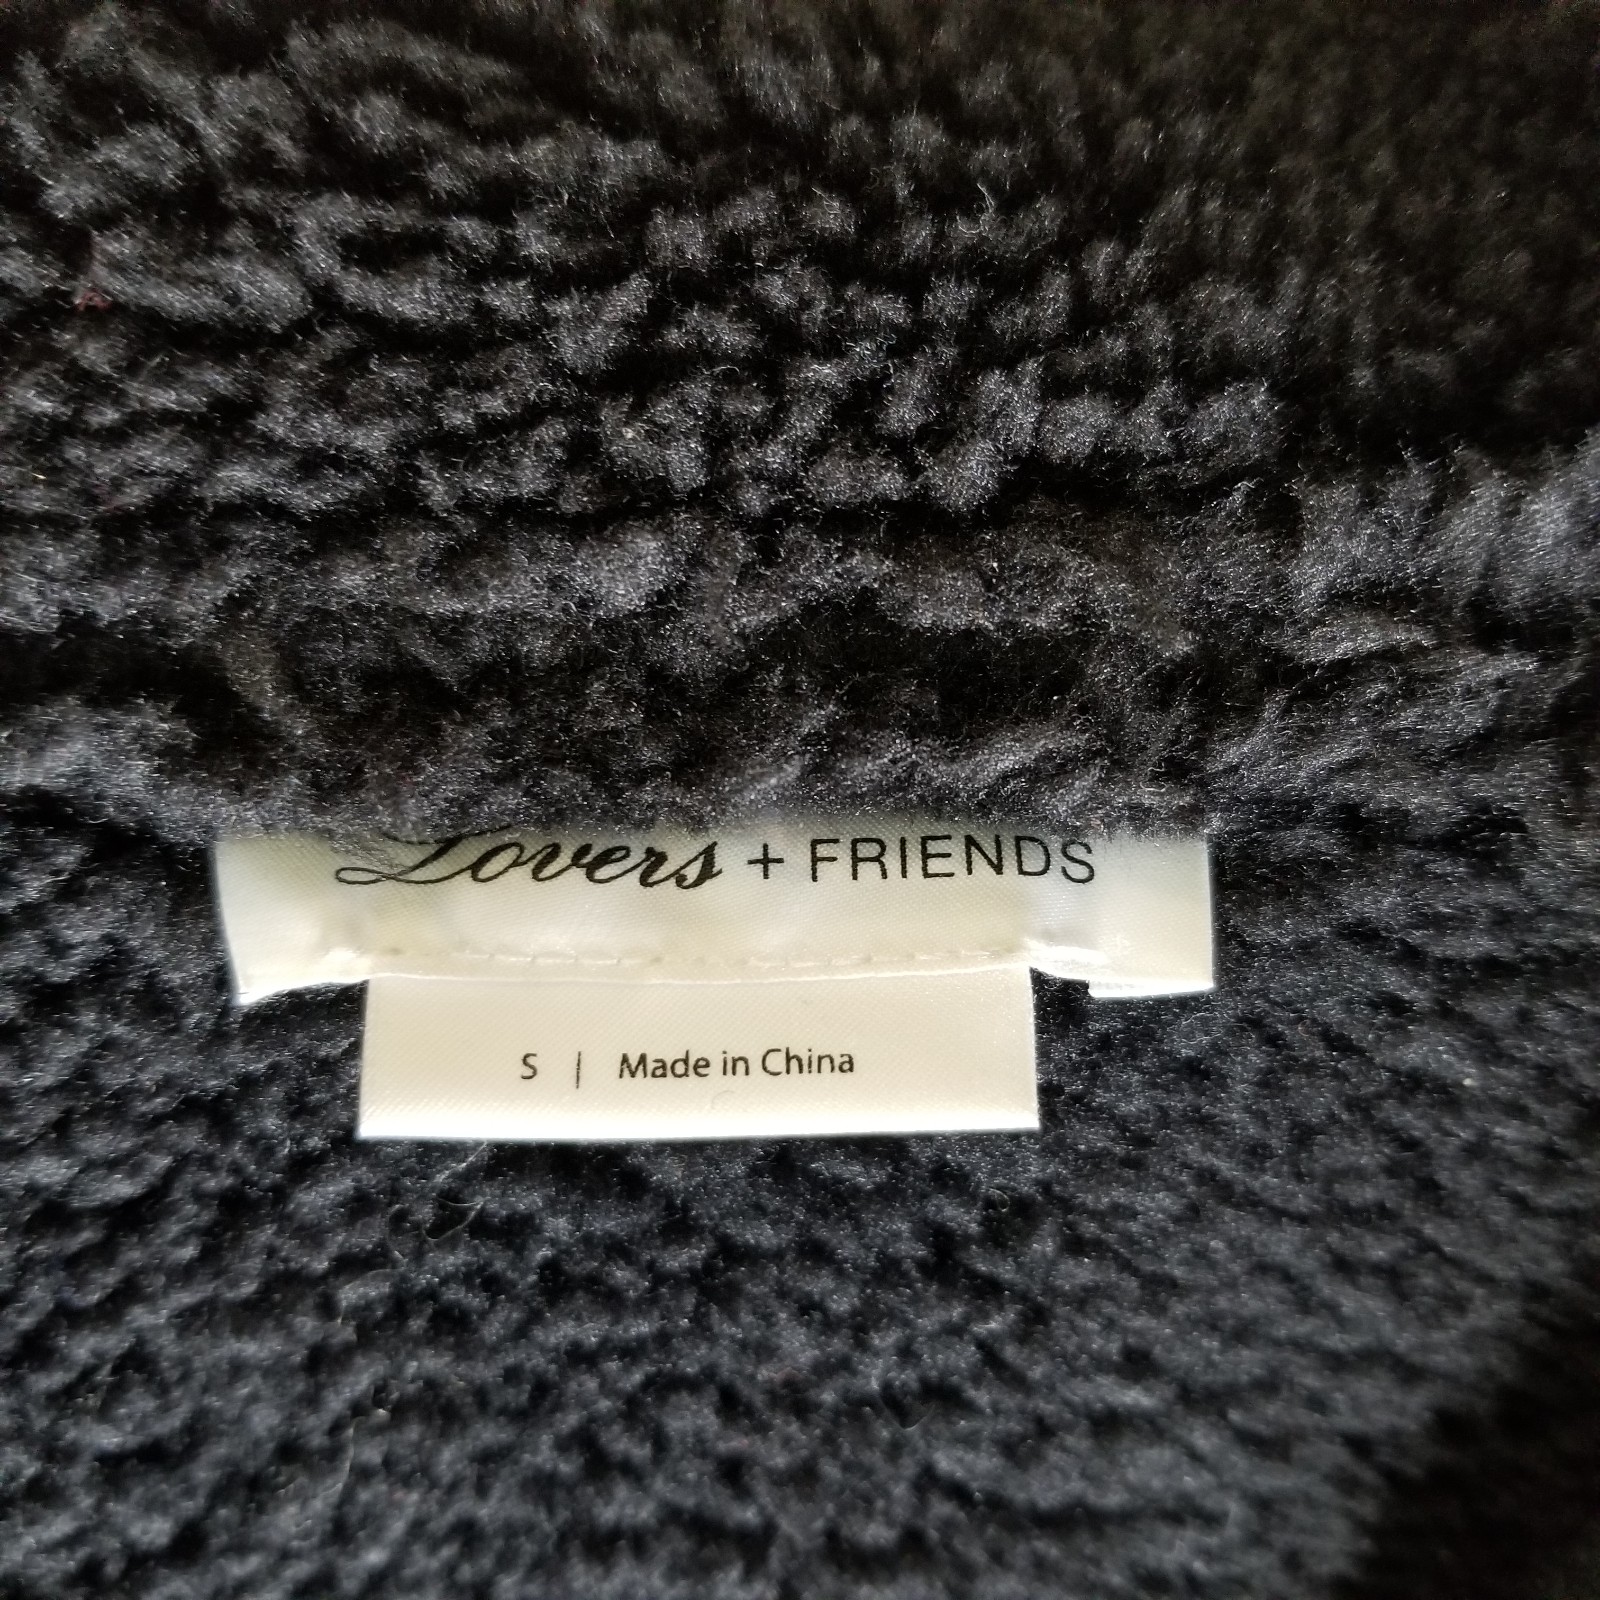 Lovers + FRIENDS
S | Made in China